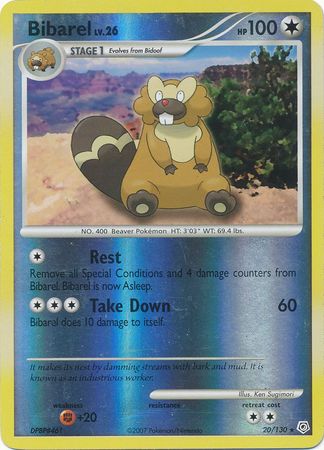 Bibarel LV.26 HP 100
STAGE 1 Evolves from Bidoof
NO. 400 Beaver Pokémon HT: 3'03" WT: 69.4 lbs.
Rest
Remove all Special Conditions and 4 damage counters
from Bibarel. Bibarel is now Asleep.
Take Down 60
Bibarel does 10 damage to itself.
It makes its nest by damming streams with bark and mud. It is
known as an industrious worker.
Illus. Ken Sugimori
weakness resistance retreat cost
+20
DPBP#461 ©2007 Pokémon/Nintendo 20/130 ★